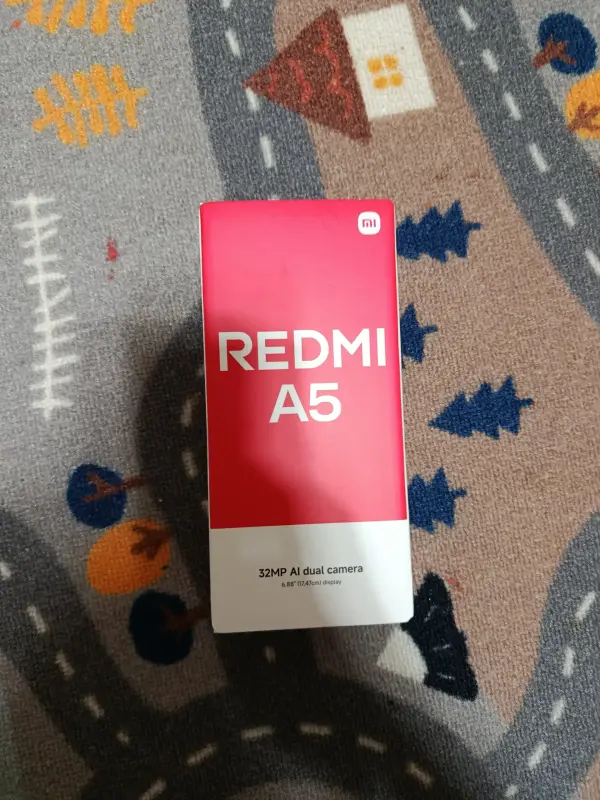 mi
REDMI
A5
32MP AI dual camera
6.88" (17.47cm) display